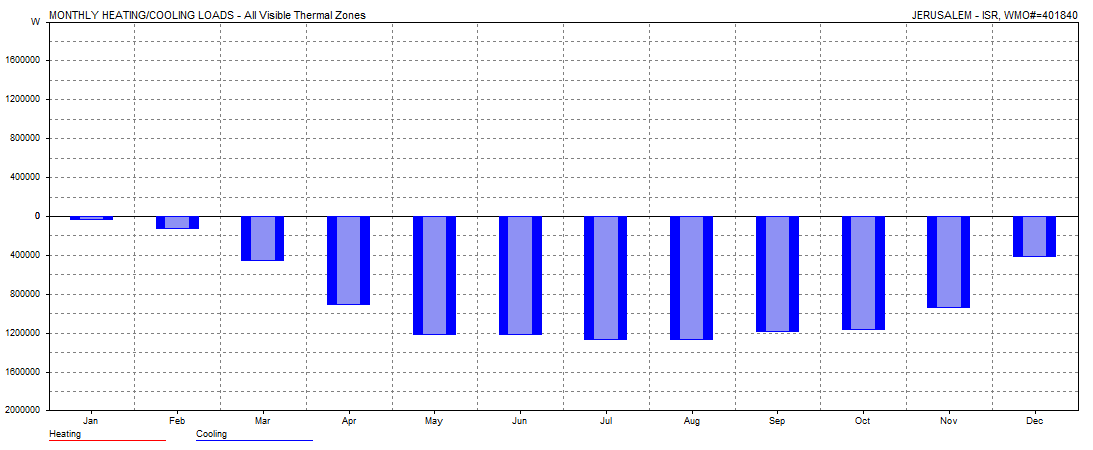 MONTHLY HEATING/COOLING LOADS - All Visible Thermal Zones JERUSALEM - ISR, WMO#=401840
W
1600000
1200000
800000
400000
0
400000
800000
1200000
1600000
2000000
Jan Feb Mar Apr May Jun Jul Aug Sep Oct Nov Dec
Heating Cooling